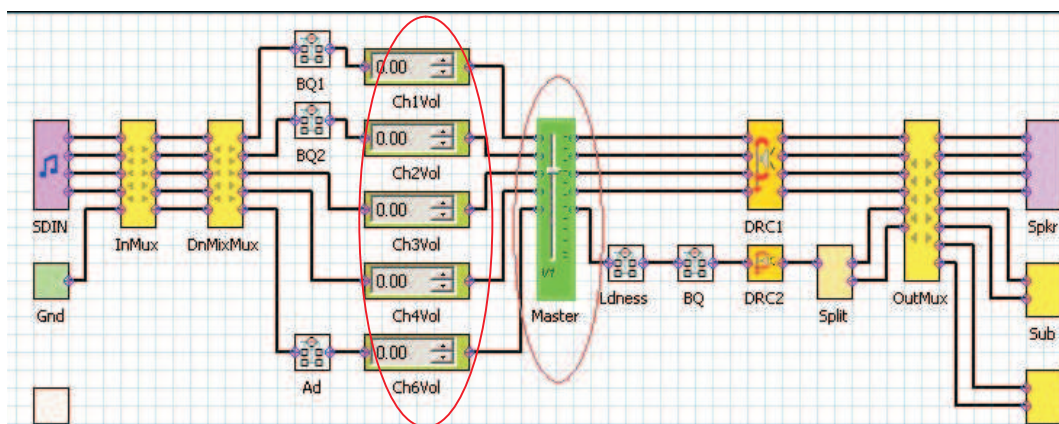 BQ1
0.00
Ch1Vol
BQ2
0.00
Ch2Vol
SDIN
InMux
DnMixMux
0.00
Ch3Vol
DRC1
Spkr
Gnd
0.00
Ch4Vol
Master
Ldness
BQ
DRC2
Split
OutMux
Sub
Ad
0.00
Ch6Vol